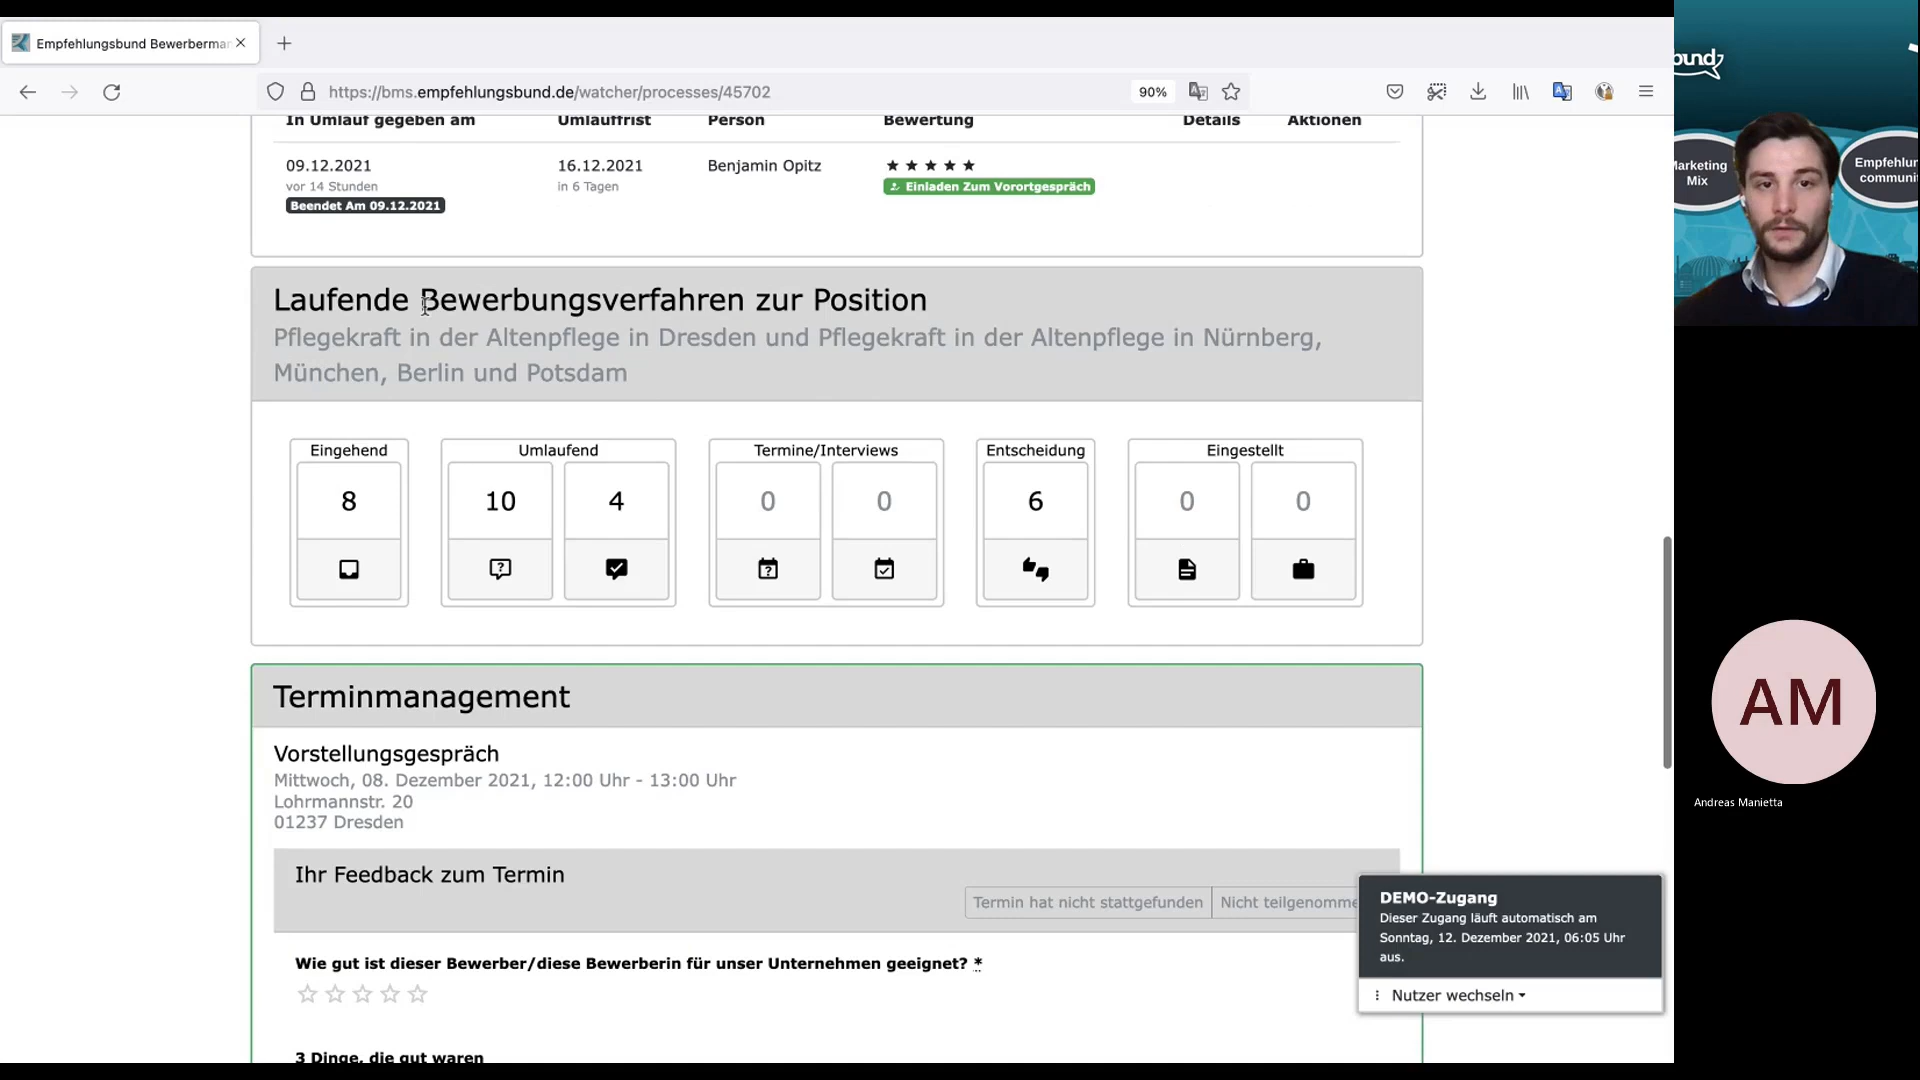 Empfehlungsbund Bewerberma
https://bms.empfehlungsbund.de/watcher/processes/45702
90%
In Umlauf gegeben am Umlauffrist Person Bewertung Details Aktionen
09.12.2021 16.12.2021 Benjamin Opitz ★★★★★
vor 14 Stunden in 6 Tagen Einladen Zum Vorortgespräch
Beendet Am 09.12.2021
Laufende Bewerbungsverfahren zur Position
Pflegekraft in der Altenpflege in Dresden und Pflegekraft in der Altenpflege in Nürnberg,
München, Berlin und Potsdam
Eingehend Umlaufend Termine/Interviews Entscheidung Eingestellt
8 10 4 0 0 6 0 0
Terminmanagement
Vorstellungsgespräch
Mittwoch, 08. Dezember 2021, 12:00 Uhr - 13:00 Uhr
Lohrmannstr. 20
01237 Dresden
Ihr Feedback zum Termin
Termin hat nicht stattgefunden Nicht teilgenomme
Wie gut ist dieser Bewerber/diese Bewerberin für unser Unternehmen geeignet? *
3 Dinge, die gut waren
DEMO-Zugang
Dieser Zugang läuft automatisch am
Sonntag, 12. Dezember 2021, 06:05 Uhr
aus.
Nutzer wechseln
bund
Marketing
Mix
Empfehlun
communi
AM
Andreas Manietta